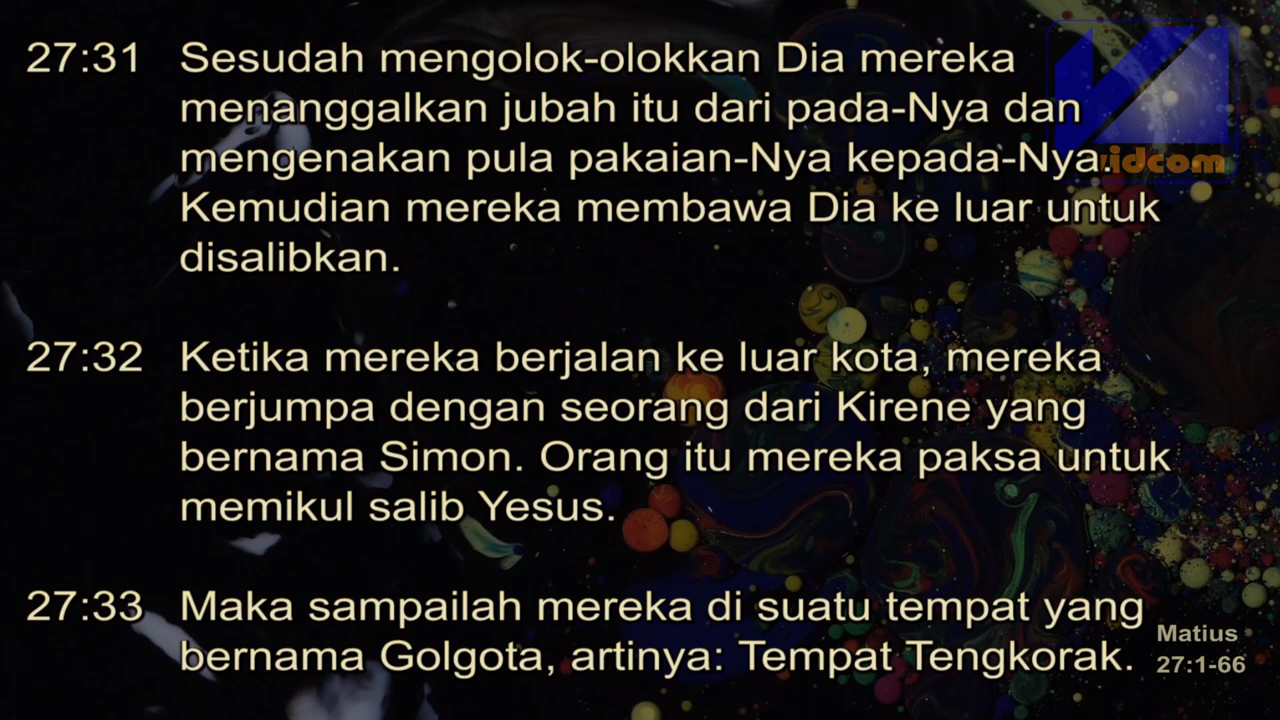 27:31 Sesudah mengolok-olokkan Dia mereka
menanggalkan jubah itu dari pada-Nya dan
mengenakan pula pakaian-Nya kepada-Nya.
Kemudian mereka membawa Dia ke luar untuk
disalibkan.
vidcom
27:32 Ketika mereka berjalan ke luar kota, mereka
berjumpa dengan seorang dari Kirene yang
bernama Simon. Orang itu mereka paksa untuk
memikul salib Yesus.
27:33 Maka sampailah mereka di suatu tempat yang
bernama Golgota, artinya: Tempat Tengkorak.
Matius
27:1-66